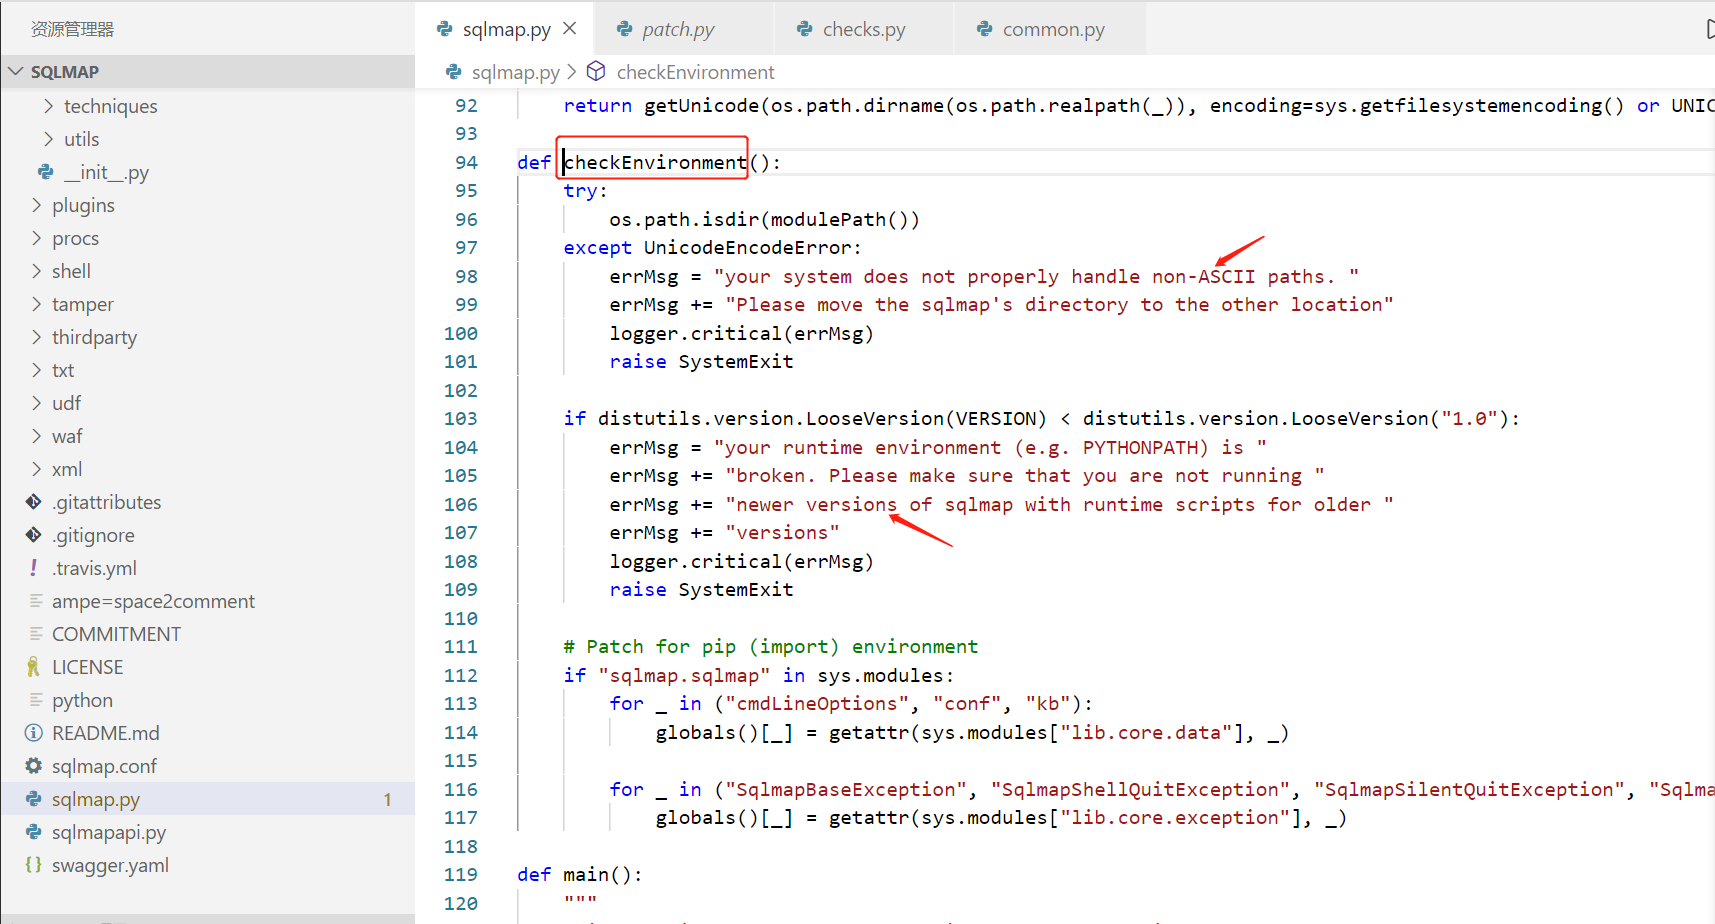 资源管理器
SQLMAP
techniques
utils
__init__.py
plugins
procs
shell
tamper
thirdparty
txt
udf
waf
xml
.gitattributes
.gitignore
.travis.yml
ampe=space2comment
COMMITMENT
LICENSE
python
README.md
sqlmap.conf
sqlmap.py 1
sqlmapapi.py
swagger.yaml
sqlmap.py patch.py checks.py common.py
sqlmap.py > checkEnvironment
92 return getUnicode(os.path.dirname(os.path.realpath(_)), encoding=sys.getfilesystemencoding() or UNIC
93
94 def checkEnvironment():
95 try:
96 os.path.isdir(modulePath())
97 except UnicodeEncodeError:
98 errMsg = "your system does not properly handle non-ASCII paths. "
99 errMsg += "Please move the sqlmap's directory to the other location"
100 logger.critical(errMsg)
101 raise SystemExit
102
103 if distutils.version.LooseVersion(VERSION) < distutils.version.LooseVersion("1.0"):
104 errMsg = "your runtime environment (e.g. PYTHONPATH) is "
105 errMsg += "broken. Please make sure that you are not running "
106 errMsg += "newer versions of sqlmap with runtime scripts for older "
107 errMsg += "versions"
108 logger.critical(errMsg)
109 raise SystemExit
110
111 # Patch for pip (import) environment
112 if "sqlmap.sqlmap" in sys.modules:
113 for _ in ("cmdLineOptions", "conf", "kb"):
114 globals()[_] = getattr(sys.modules["lib.core.data"], _)
115
116 for _ in ("SqlmapBaseException", "SqlmapShellQuitException", "SqlmapSilentQuitException", "Sqlma
117 globals()[_] = getattr(sys.modules["lib.core.exception"], _)
118
119 def main():
120 """